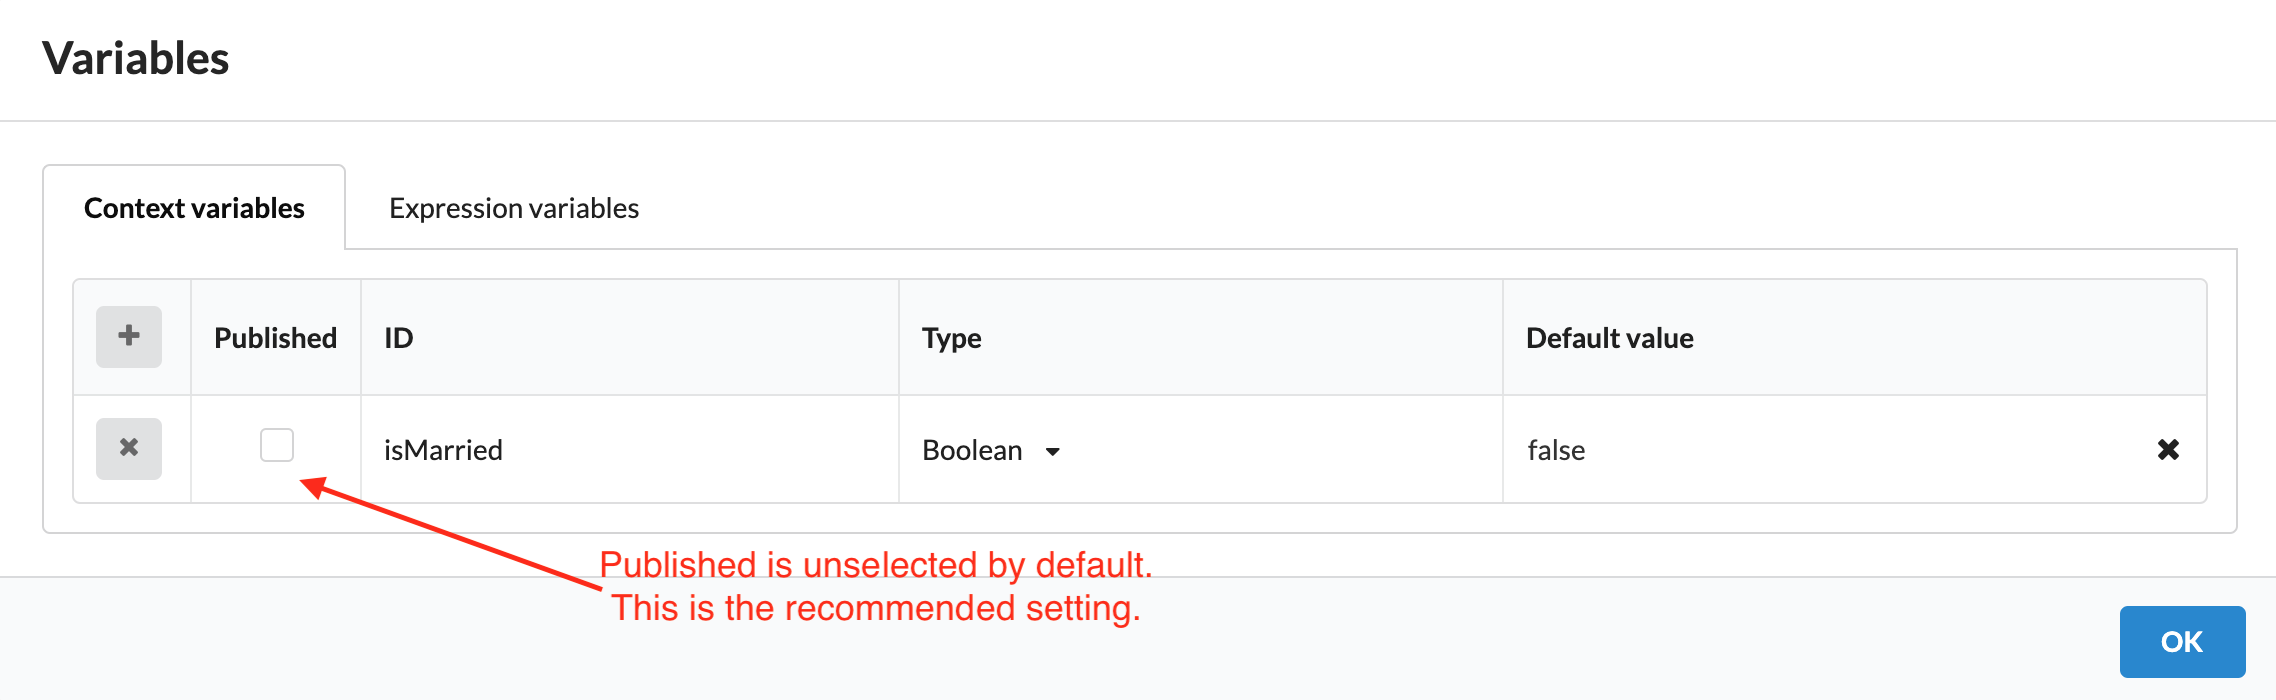 Variables
Context variables
Expression variables
Published
ID
Type
Default value
isMarried
Boolean
false
Published is unselected by default.
This is the recommended setting.
OK